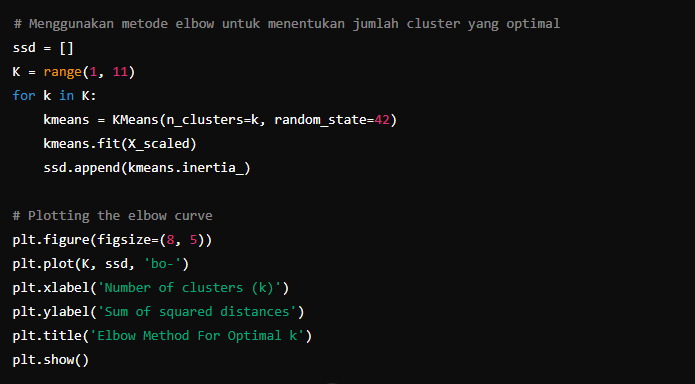 # Menggunakan metode elbow untuk menentukan jumlah cluster yang optimal
ssd = []
K = range(1, 11)
for k in K:
    kmeans = KMeans(n_clusters=k, random_state=42)
    kmeans.fit(X_scaled)
    ssd.append(kmeans.inertia_)

# Plotting the elbow curve
plt.figure(figsize=(8, 5))
plt.plot(K, ssd, 'bo-')
plt.xlabel('Number of clusters (k)')
plt.ylabel('Sum of squared distances')
plt.title('Elbow Method For Optimal k')
plt.show()